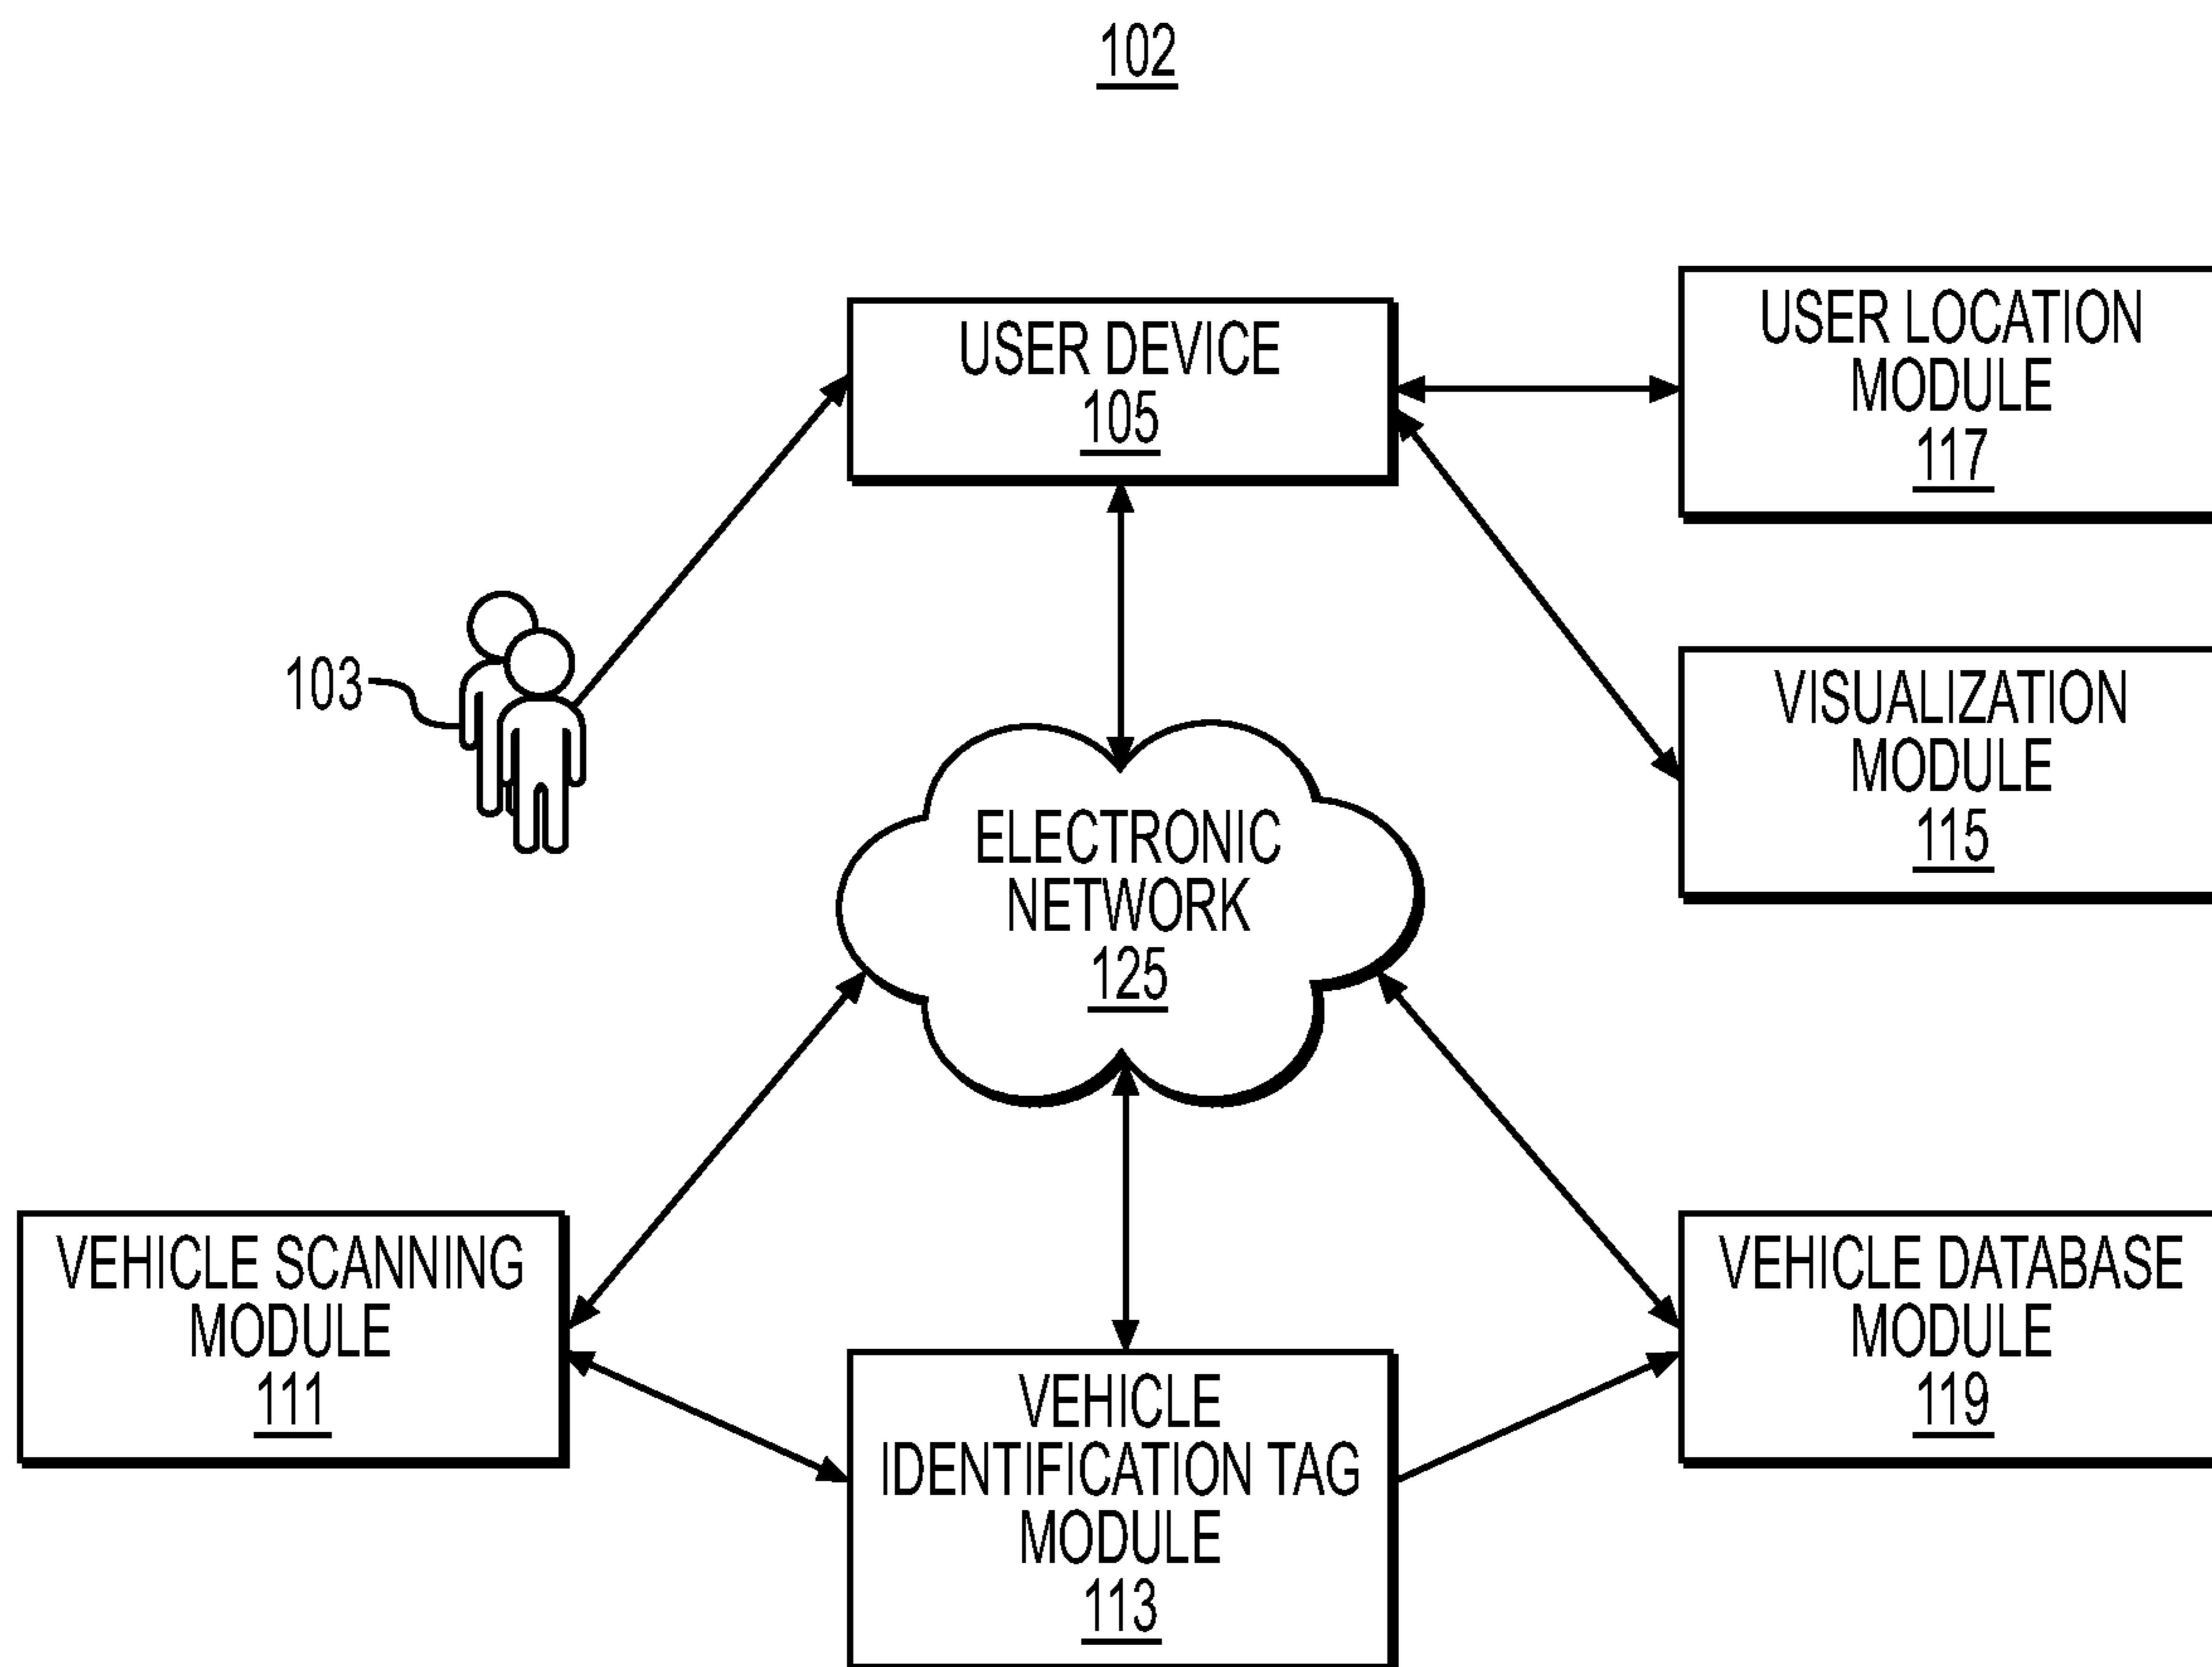 102
USER DEVICE
105
USER LOCATION
MODULE
117
103
VISUALIZATION
MODULE
115
ELECTRONIC
NETWORK
125
VEHICLE SCANNING
MODULE
111
VEHICLE
IDENTIFICATION TAG
MODULE
113
VEHICLE DATABASE
MODULE
119